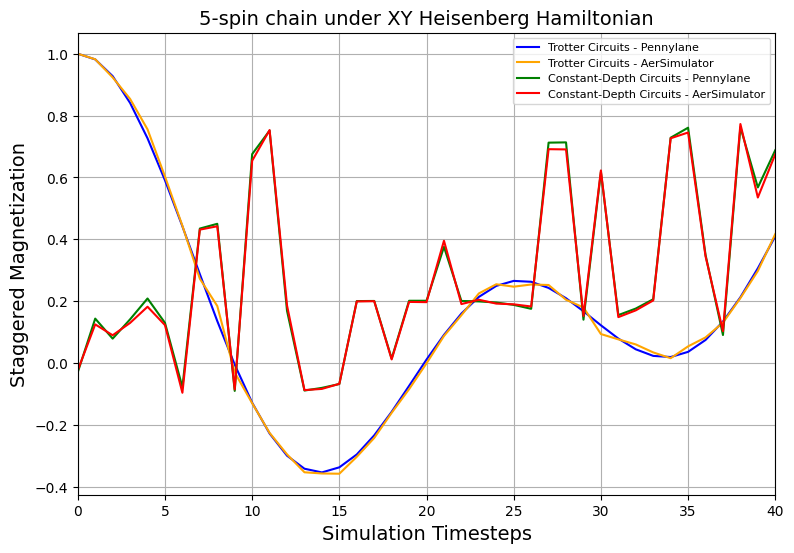 5-spin chain under XY Heisenberg Hamiltonian
Trotter Circuits - Pennylane
Trotter Circuits - AerSimulator
Constant-Depth Circuits - Pennylane
Constant-Depth Circuits - AerSimulator
Staggered Magnetization
1.0
0.8
0.6
0.4
0.2
0.0
−0.2
−0.4
0 5 10 15 20 25 30 35 40
Simulation Timesteps